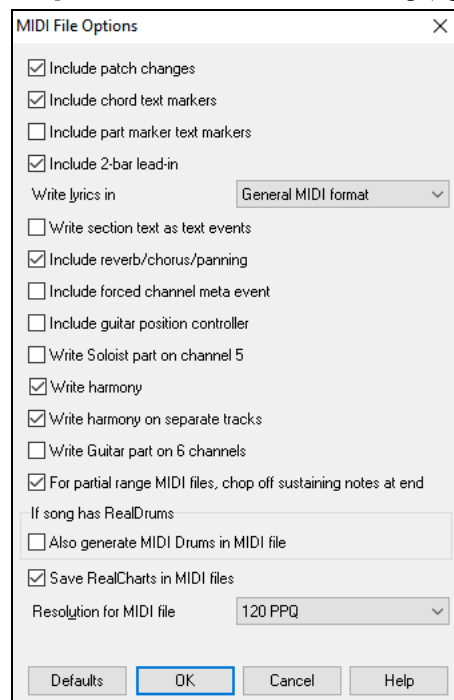 MIDI File Options
Include patch changes
Include chord text markers
Include part marker text markers
Include 2-bar lead-in
Write lyrics in General MIDI format
Write section text as text events
Include reverb/chorus/panning
Include forced channel meta event
Include guitar position controller
Write Soloist part on channel 5
Write harmony
Write harmony on separate tracks
Write Guitar part on 6 channels
For partial range MIDI files, chop off sustaining notes at end
If song has RealDrums
Also generate MIDI Drums in MIDI file
Save RealCharts in MIDI files
Resolution for MIDI file 120 PPQ
Defaults OK Cancel Help